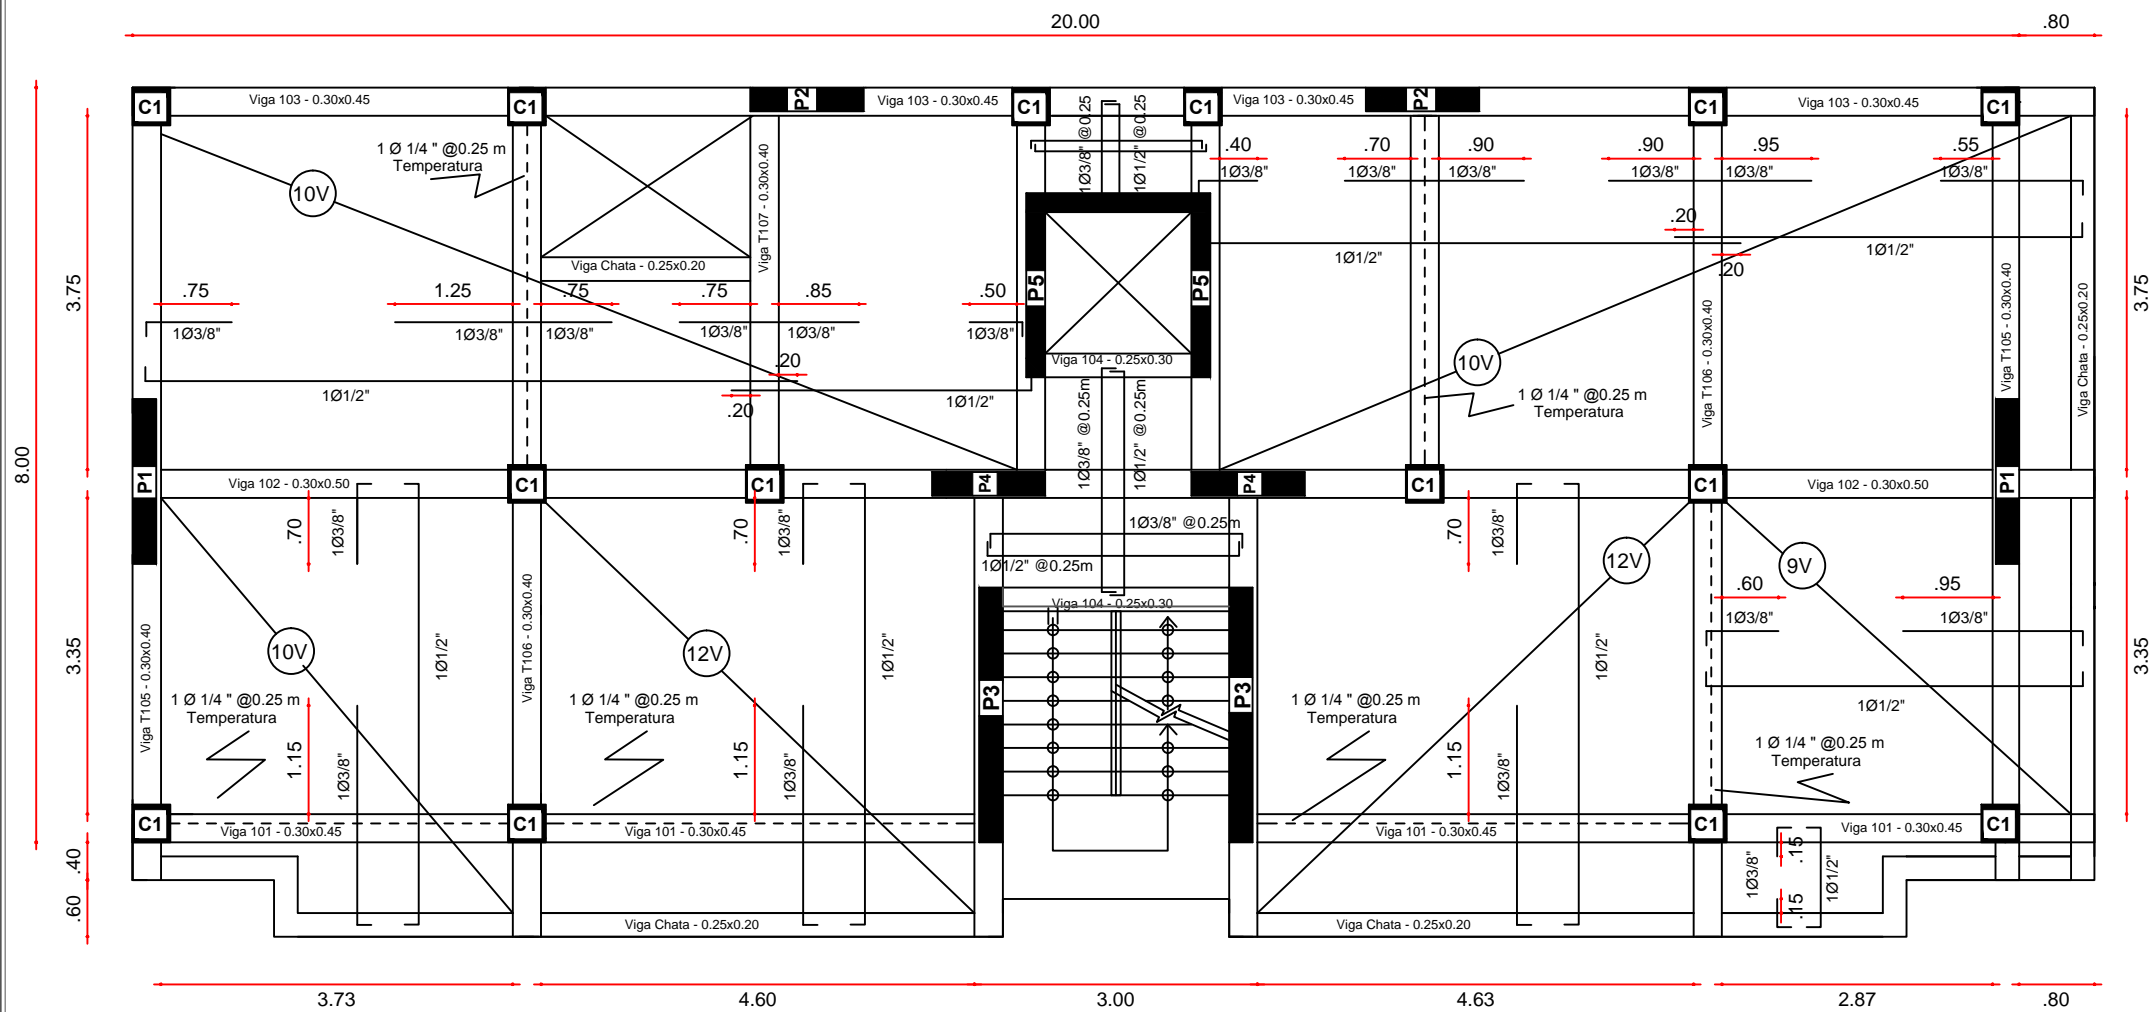 20.00
.80
C1
Viga 103 - 0.30x0.45
C1
P2
Viga 103 - 0.30x0.45
C1
1Ø3/8" @0.25
1Ø1/2" @0.25
C1
Viga 103 - 0.30x0.45
P2
C1
Viga 103 - 0.30x0.45
C1
1 Ø 1/4 " @0.25 m
Temperatura
10V
Viga T107 - 0.30x0.40
.40
1Ø3/8"
.70
1Ø3/8"
.90
1Ø3/8"
.90
1Ø3/8"
.95
1Ø3/8"
.55
1Ø3/8"
.20
1Ø1/2"
1Ø1/2"
.20
Viga Chata - 0.25x0.20
3.75
.75
1Ø3/8"
1.25
1Ø3/8"
.75
1Ø3/8"
.75
1Ø3/8"
.85
1Ø3/8"
.50
1Ø3/8"
P5
P5
3.75
Viga T106 - 0.30x0.40
Viga T105 - 0.30x0.40
Viga Chata - 0.25x0.20
Viga 104 - 0.25x0.30
.20
1Ø1/2"
.20
1Ø1/2"
10V
1 Ø 1/4 " @0.25 m
Temperatura
1Ø3/8" @0.25m
1Ø1/2" @0.25m
8.00
P1
Viga 102 - 0.30x0.50
C1
C1
P4
P4
C1
C1
Viga 102 - 0.30x0.50
P1
.70
1Ø3/8"
.70
1Ø3/8"
1Ø3/8" @0.25m
1Ø1/2" @0.25m
.70
1Ø3/8"
12V
9V
.60
1Ø3/8"
.95
1Ø3/8"
Viga 104 - 0.25x0.30
3.35
Viga T105 - 0.30x0.40
10V
1Ø1/2"
Viga T106 - 0.30x0.40
12V
1Ø1/2"
P3
P3
1Ø1/2"
1Ø1/2"
3.35
1 Ø 1/4 " @0.25 m
Temperatura
1.15
1Ø3/8"
1 Ø 1/4 " @0.25 m
Temperatura
1.15
1Ø3/8"
1 Ø 1/4 " @0.25 m
Temperatura
1.15
1Ø3/8"
1 Ø 1/4 " @0.25 m
Temperatura
C1
Viga 101 - 0.30x0.45
C1
Viga 101 - 0.30x0.45
Viga 101 - 0.30x0.45
C1
Viga 101 - 0.30x0.45
C1
.40
.60
1Ø3/8"
.15
.15
1Ø1/2"
Viga Chata - 0.25x0.20
Viga Chata - 0.25x0.20
3.73
4.60
3.00
4.63
2.87
.80